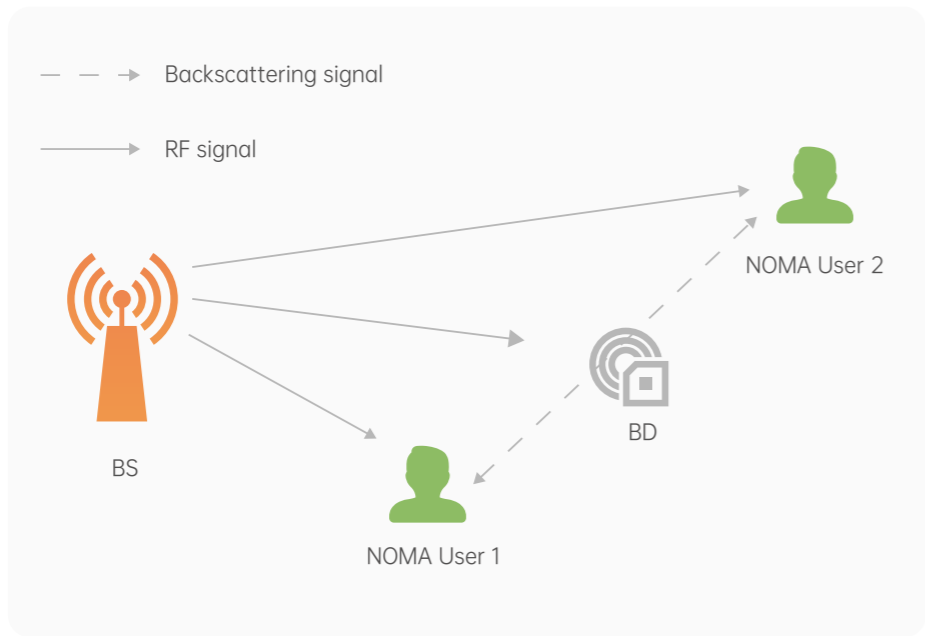 Backscattering signal
RF signal
NOMA User 2
BD
BS
NOMA User 1